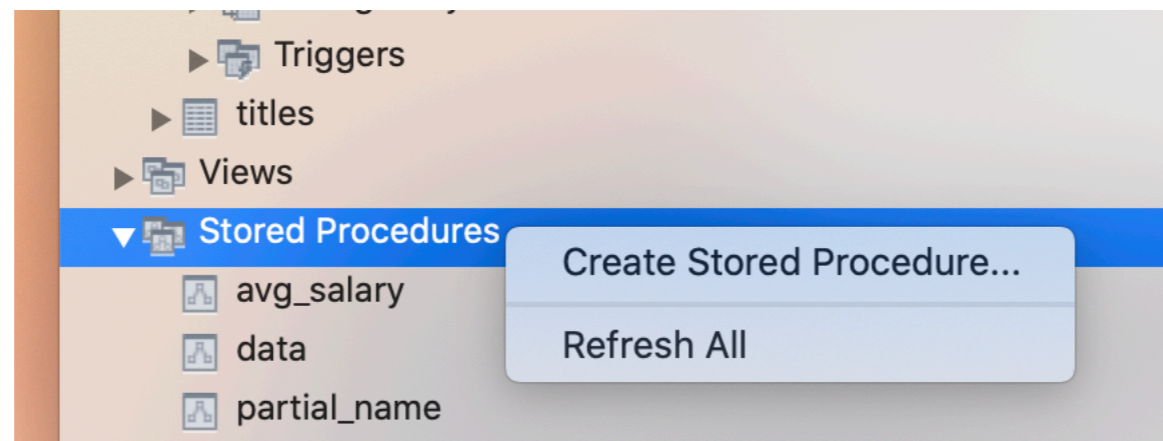 Triggers
titles
Views
Stored Procedures
Create Stored Procedure...
avg_salary
Refresh All
data
partial_name